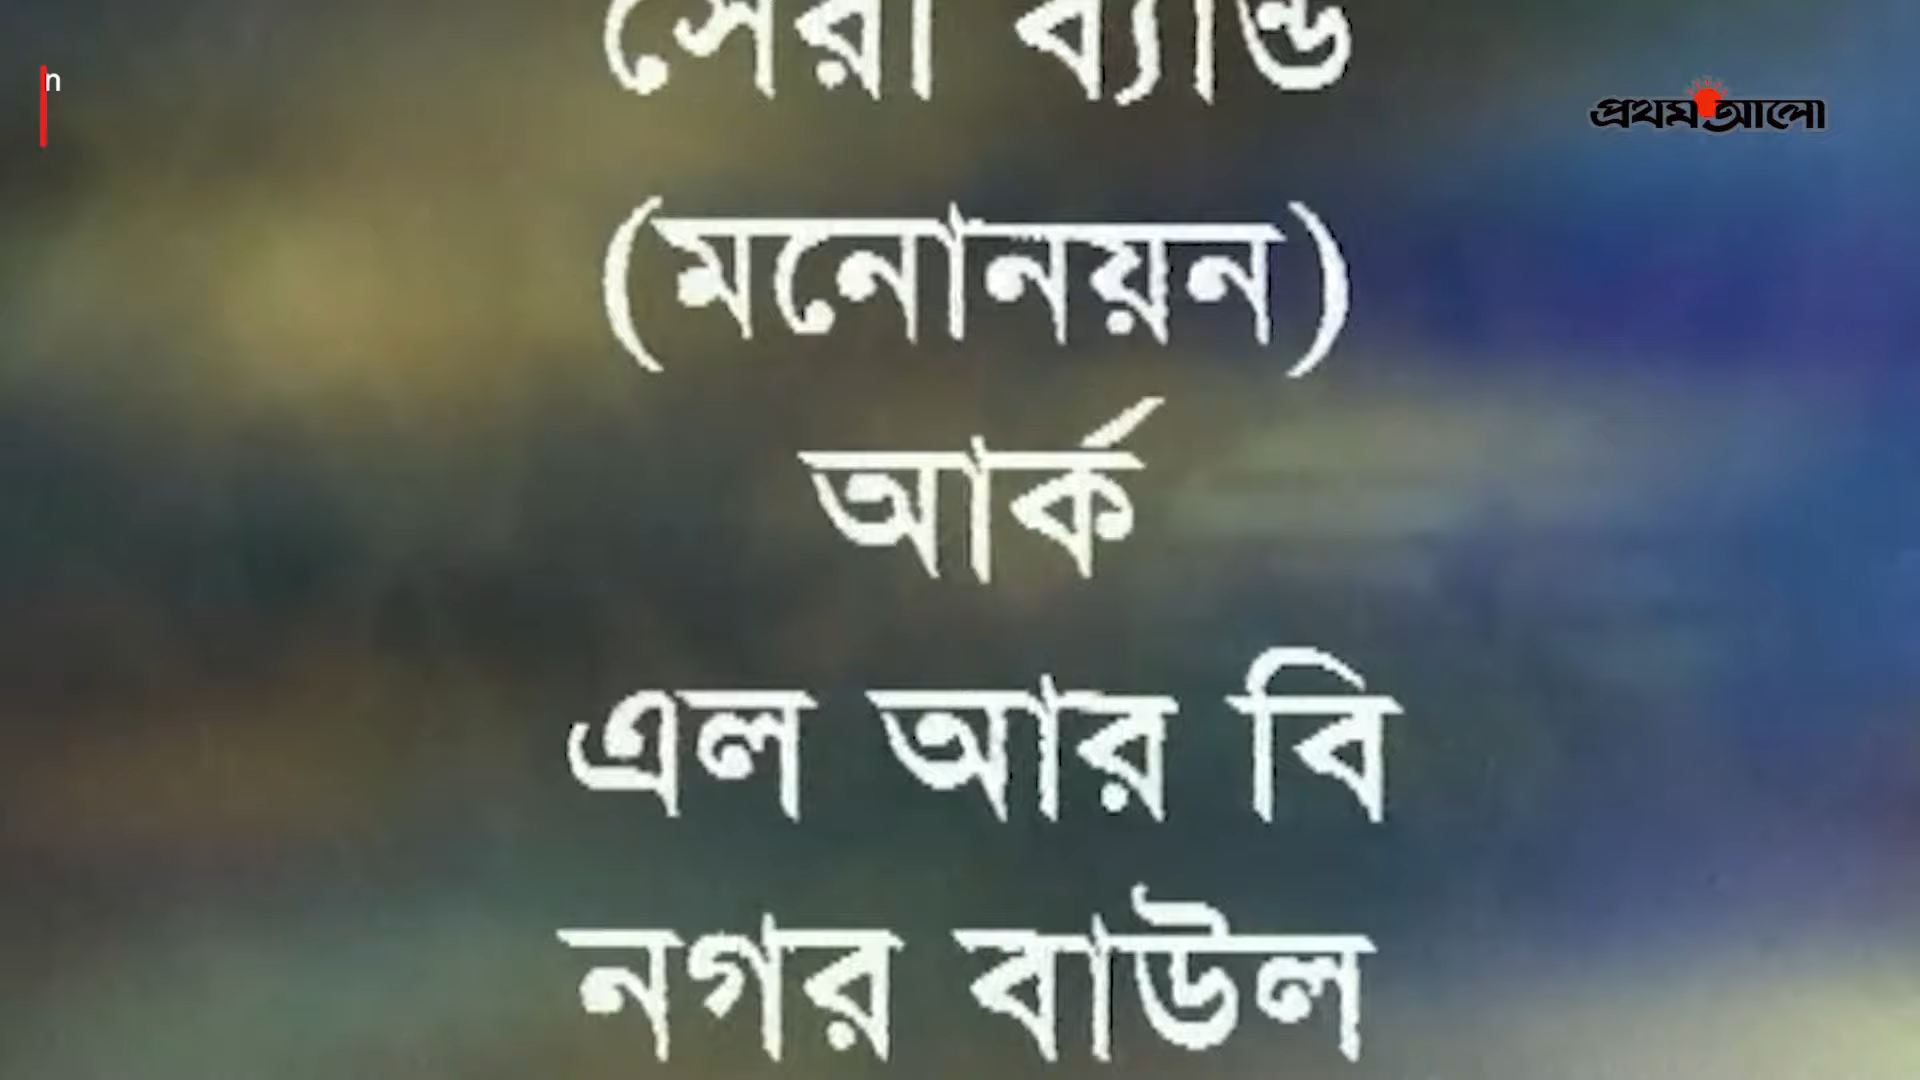 সেরা ব্যান্ড
n
প্রথম আলো
(মনোনয়ন)
আর্ক
এল আর বি
নগর বাউল